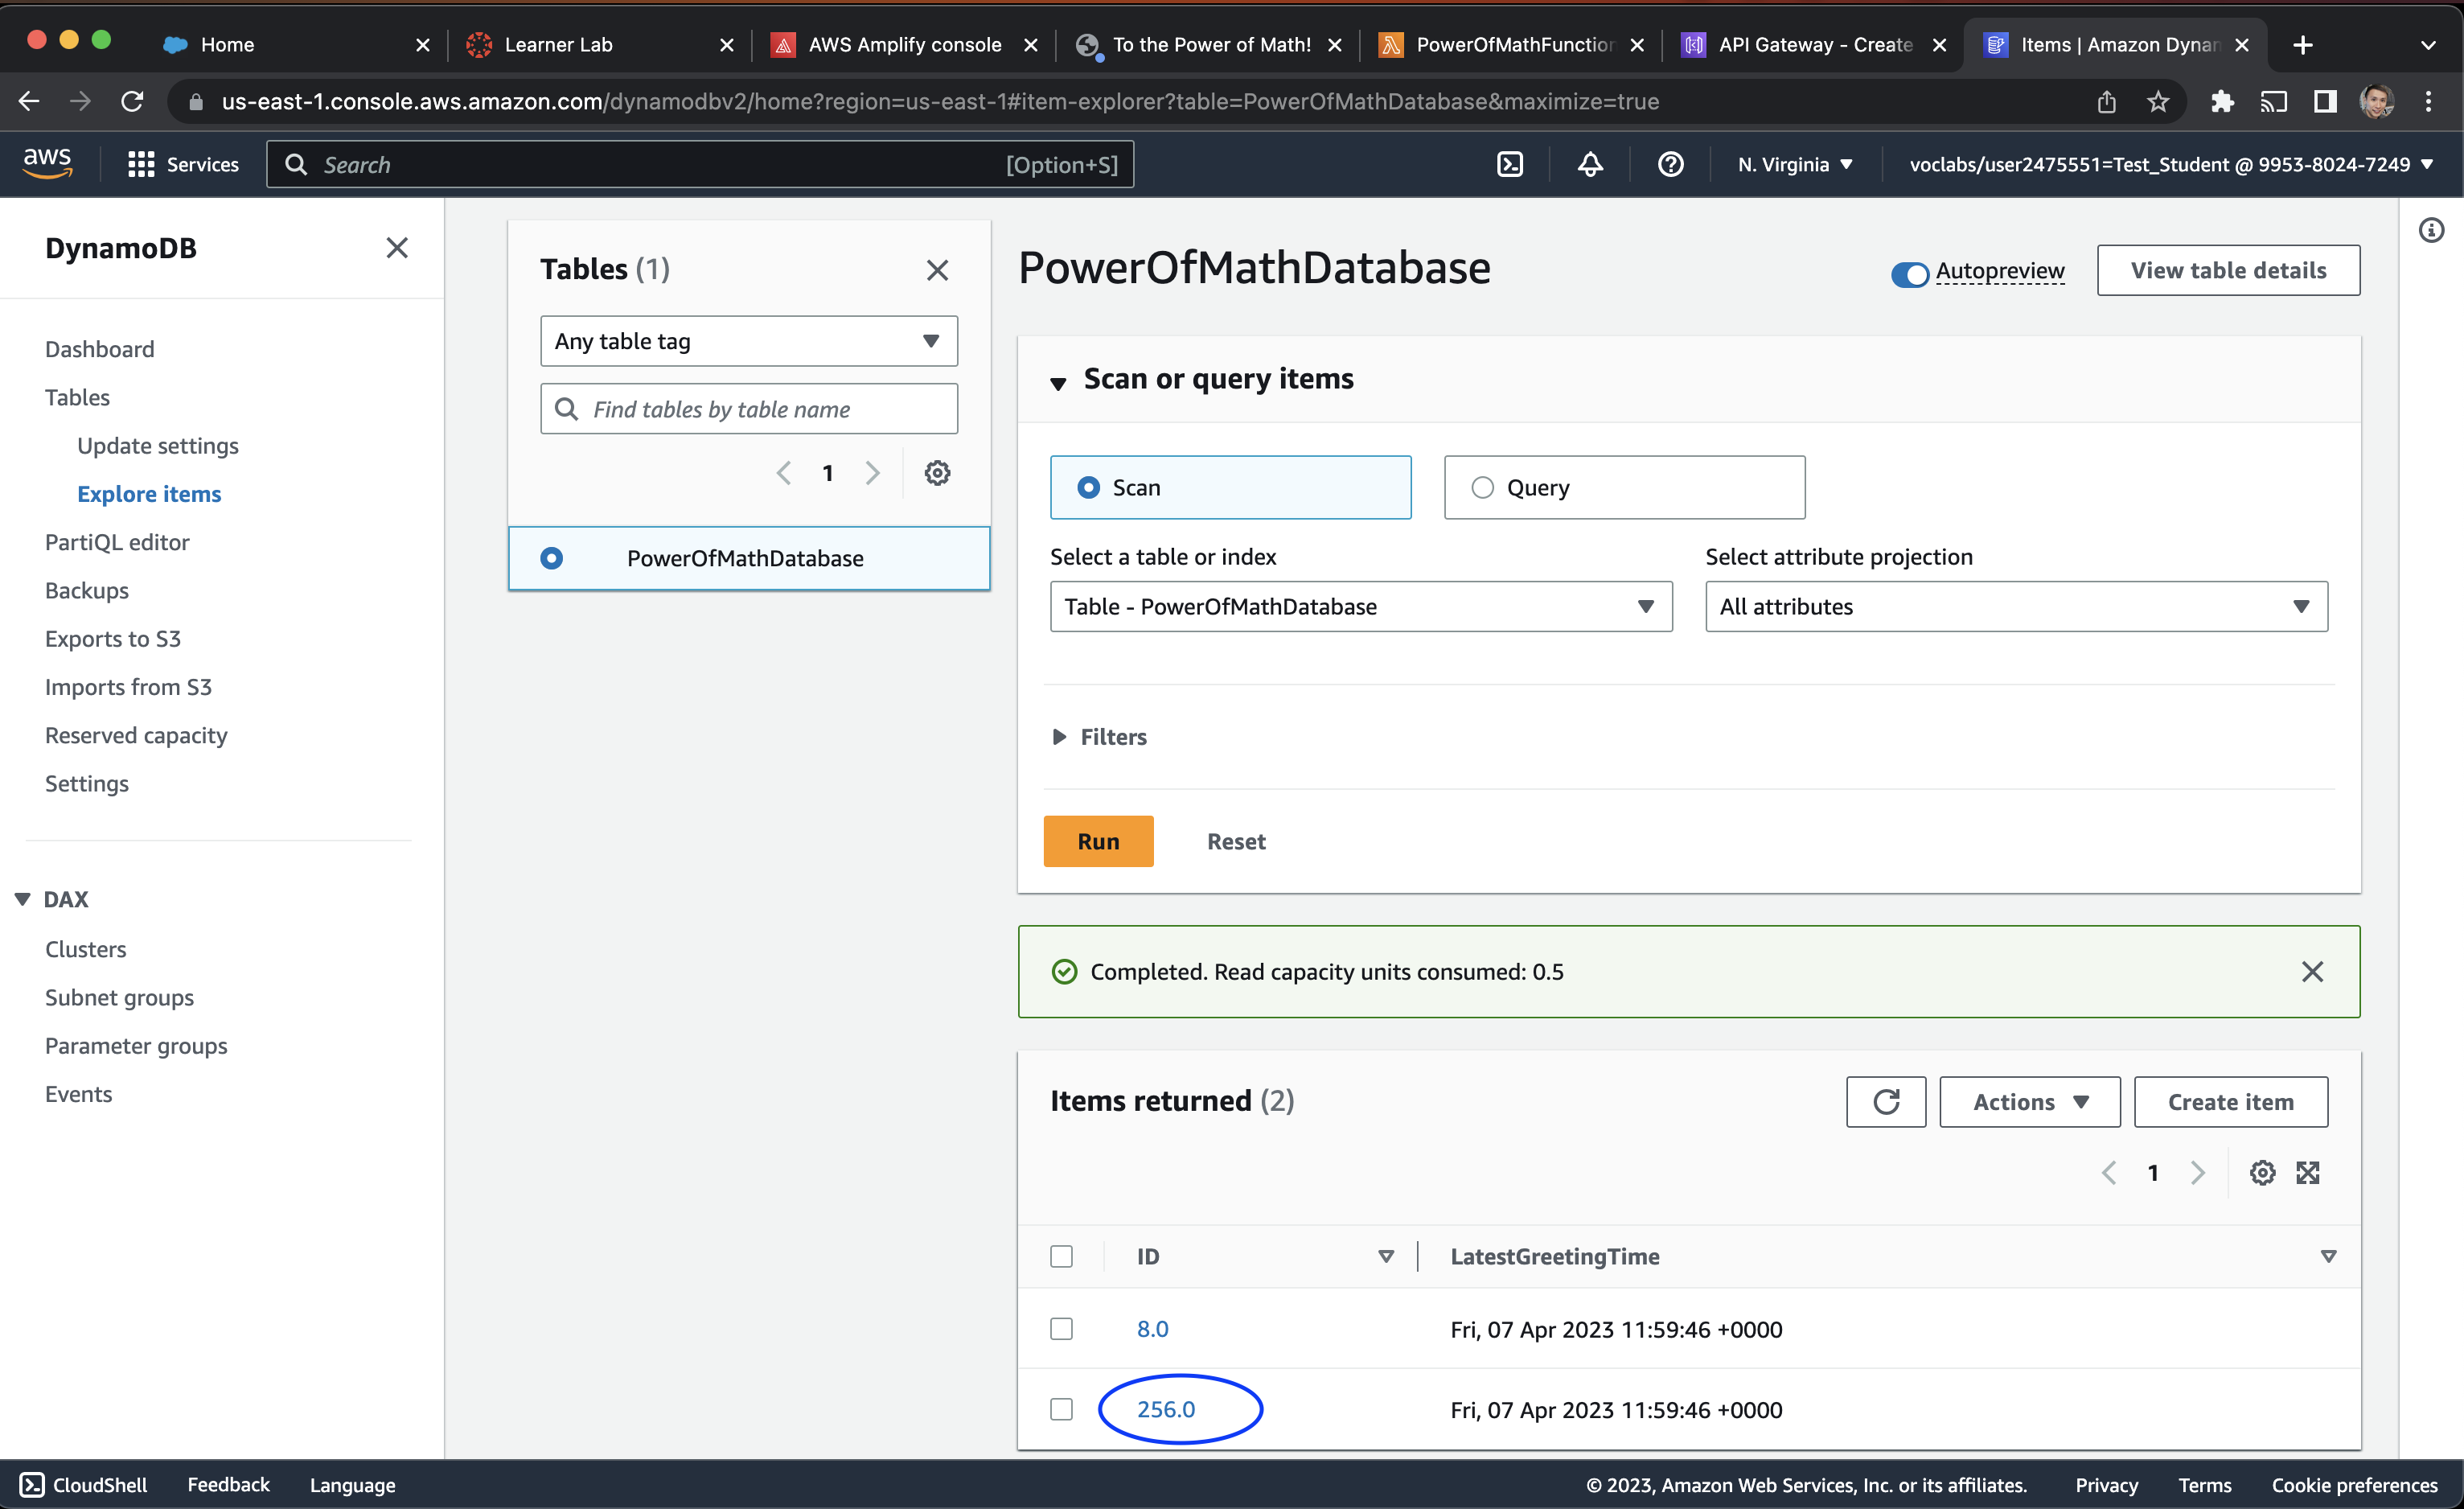 Home
Learner Lab
AWS Amplify console
To the Power of Math!
PowerOfMathFunction
API Gateway - Create
Items | Amazon Dynam
us-east-1.console.aws.amazon.com/dynamodbv2/home?region=us-east-1#item-explorer?table=PowerOfMathDatabase&maximize=true
aws
Services
Search
[Option+S]
N. Virginia
voclabs/user2475551=Test_Student @ 9953-8024-7249
DynamoDB
Dashboard
Tables
Update settings
Explore items
PartiQL editor
Backups
Exports to S3
Imports from S3
Reserved capacity
Settings
DAX
Clusters
Subnet groups
Parameter groups
Events
Tables (1)
Any table tag
Find tables by table name
1
PowerOfMathDatabase
PowerOfMathDatabase
Autopreview
View table details
Scan or query items
Scan
Query
Select a table or index
Select attribute projection
Table - PowerOfMathDatabase
All attributes
Filters
Run
Reset
Completed. Read capacity units consumed: 0.5
Items returned (2)
Actions
Create item
1
ID
LatestGreetingTime
8.0
Fri, 07 Apr 2023 11:59:46 +0000
256.0
Fri, 07 Apr 2023 11:59:46 +0000
CloudShell
Feedback
Language
© 2023, Amazon Web Services, Inc. or its affiliates.
Privacy
Terms
Cookie preferences